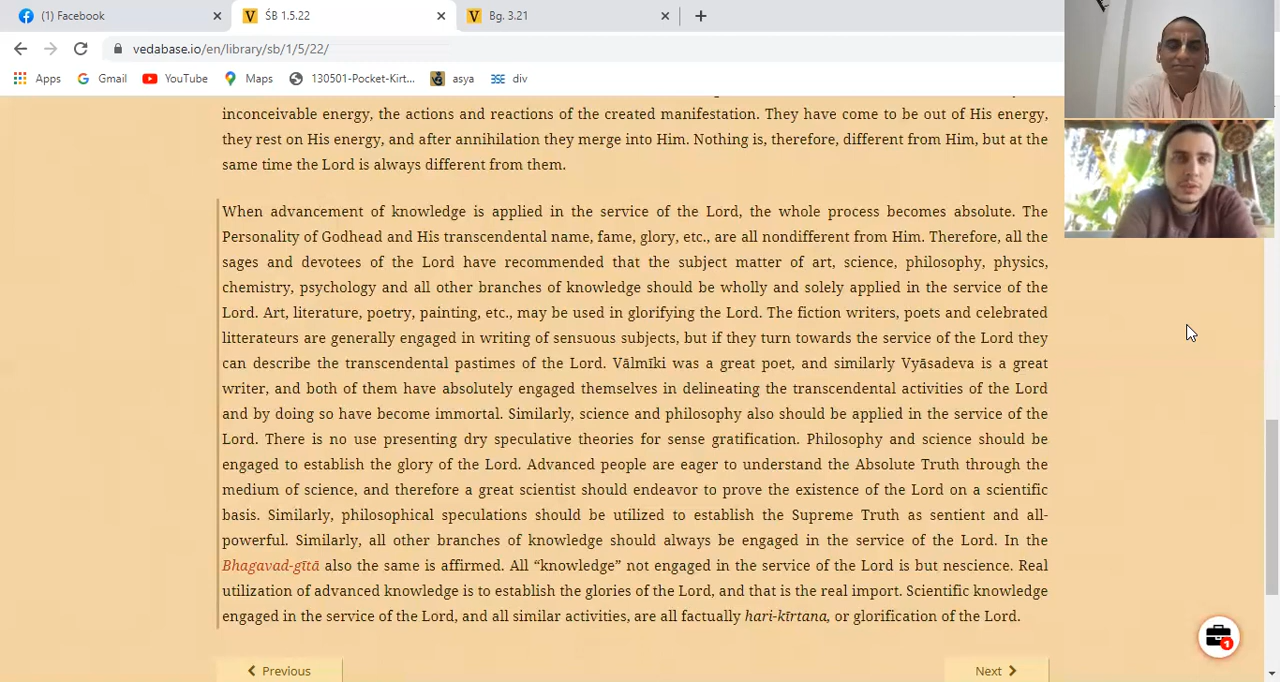 (1) Facebook
ŚB 1.5.22
Bg. 3.21
vedabase.io/en/library/sb/1/5/22/
Apps Gmail YouTube Maps 130501-Pocket-Kirt... asya div
inconceivable energy, the actions and reactions of the created manifestation. They have come to be out of His energy,
they rest on His energy, and after annihilation they merge into Him. Nothing is, therefore, different from Him, but at the
same time the Lord is always different from them.
When advancement of knowledge is applied in the service of the Lord, the whole process becomes absolute. The
Personality of Godhead and His transcendental name, fame, glory, etc., are all nondifferent from Him. Therefore, all the
sages and devotees of the Lord have recommended that the subject matter of art, science, philosophy, physics,
chemistry, psychology and all other branches of knowledge should be wholly and solely applied in the service of the
Lord. Art, literature, poetry, painting, etc., may be used in glorifying the Lord. The fiction writers, poets and celebrated
litterateurs are generally engaged in writing of sensuous subjects, but if they turn towards the service of the Lord they
can describe the transcendental pastimes of the Lord. Vālmīki was a great poet, and similarly Vyāsadeva is a great
writer, and both of them have absolutely engaged themselves in delineating the transcendental activities of the Lord
and by doing so have become immortal. Similarly, science and philosophy also should be applied in the service of the
Lord. There is no use presenting dry speculative theories for sense gratification. Philosophy and science should be
engaged to establish the glory of the Lord. Advanced people are eager to understand the Absolute Truth through the
medium of science, and therefore a great scientist should endeavor to prove the existence of the Lord on a scientific
basis. Similarly, philosophical speculations should be utilized to establish the Supreme Truth as sentient and all-
powerful. Similarly, all other branches of knowledge should always be engaged in the service of the Lord. In the
Bhagavad-gītā also the same is affirmed. All “knowledge” not engaged in the service of the Lord is but nescience. Real
utilization of advanced knowledge is to establish the glories of the Lord, and that is the real import. Scientific knowledge
engaged in the service of the Lord, and all similar activities, are all factually hari-kīrtana, or glorification of the Lord.
1
Previous
Next